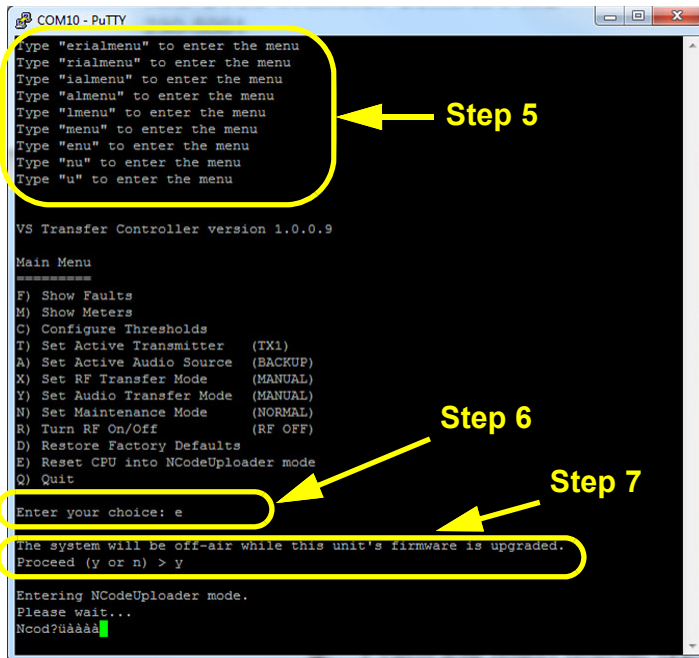 COM10 - PuTTY
Type "erialmenu" to enter the menu
Type "rialmenu" to enter the menu
Type "ialmenu" to enter the menu
Type "almenu" to enter the menu
Type "lmenu" to enter the menu
Type "menu" to enter the menu
Type "enu" to enter the menu
Type "nu" to enter the menu
Type "u" to enter the menu
Step 5
VS Transfer Controller version 1.0.0.9
Main Menu
=========
F) Show Faults
M) Show Meters
C) Configure Thresholds
T) Set Active Transmitter (TX1)
A) Set Active Audio Source (BACKUP)
X) Set RF Transfer Mode (MANUAL)
Y) Set Audio Transfer Mode (MANUAL)
N) Set Maintenance Mode (NORMAL)
R) Turn RF On/Off (RF OFF)
D) Restore Factory Defaults
E) Reset CPU into NCodeUploader mode
Q) Quit
Step 6
Enter your choice: e
Step 7
The system will be off-air while this unit's firmware is upgraded.
Proceed (y or n) > y
Entering NCodeUploader mode.
Please wait...
Ncod?üàààà